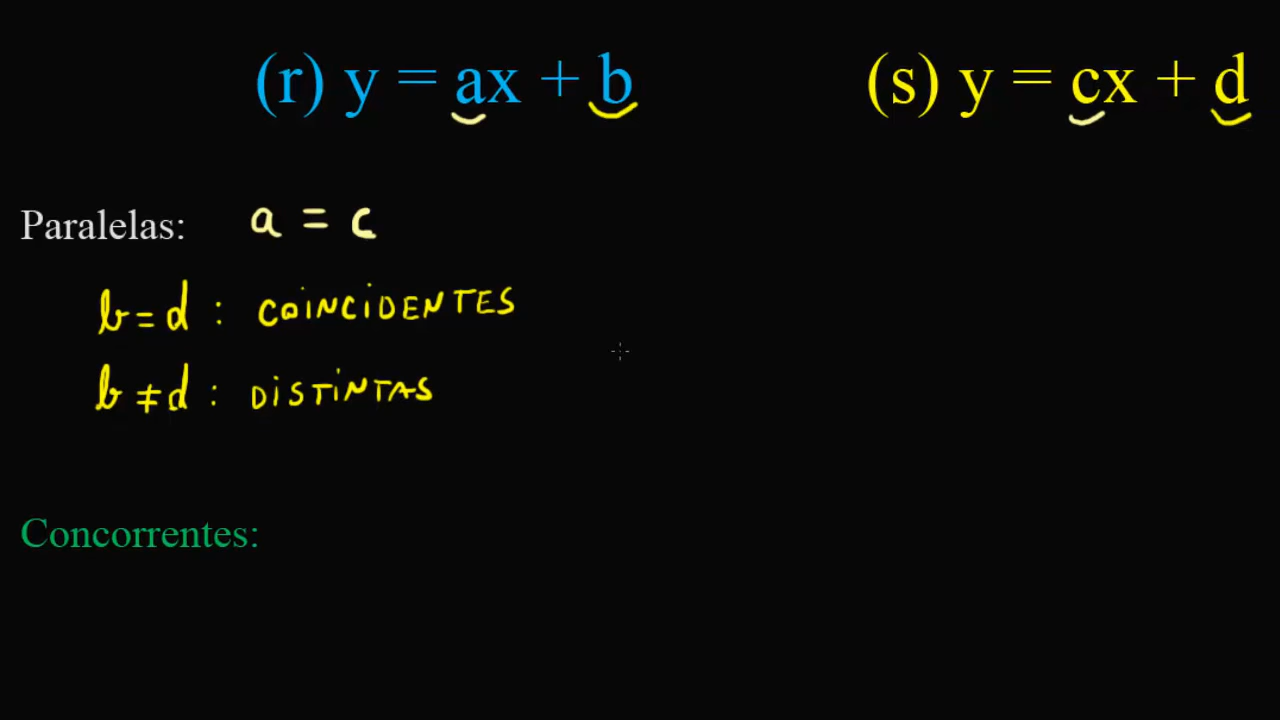 (r) y = ax + b (s) y = cx + d
Paralelas: a = c
b = d : COINCIDENTES
b ≠ d : DISTINTAS
Concorrentes: